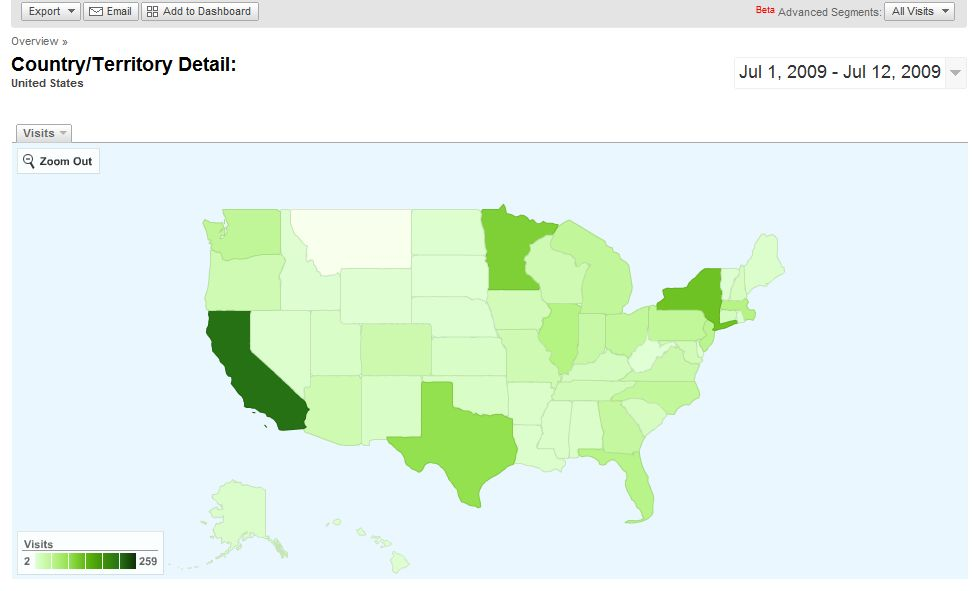 Export Email Add to Dashboard Beta Advanced Segments: All Visits
Overview »
Country/Territory Detail:
United States
Jul 1, 2009 - Jul 12, 2009
Visits
Zoom Out
Visits
2 259